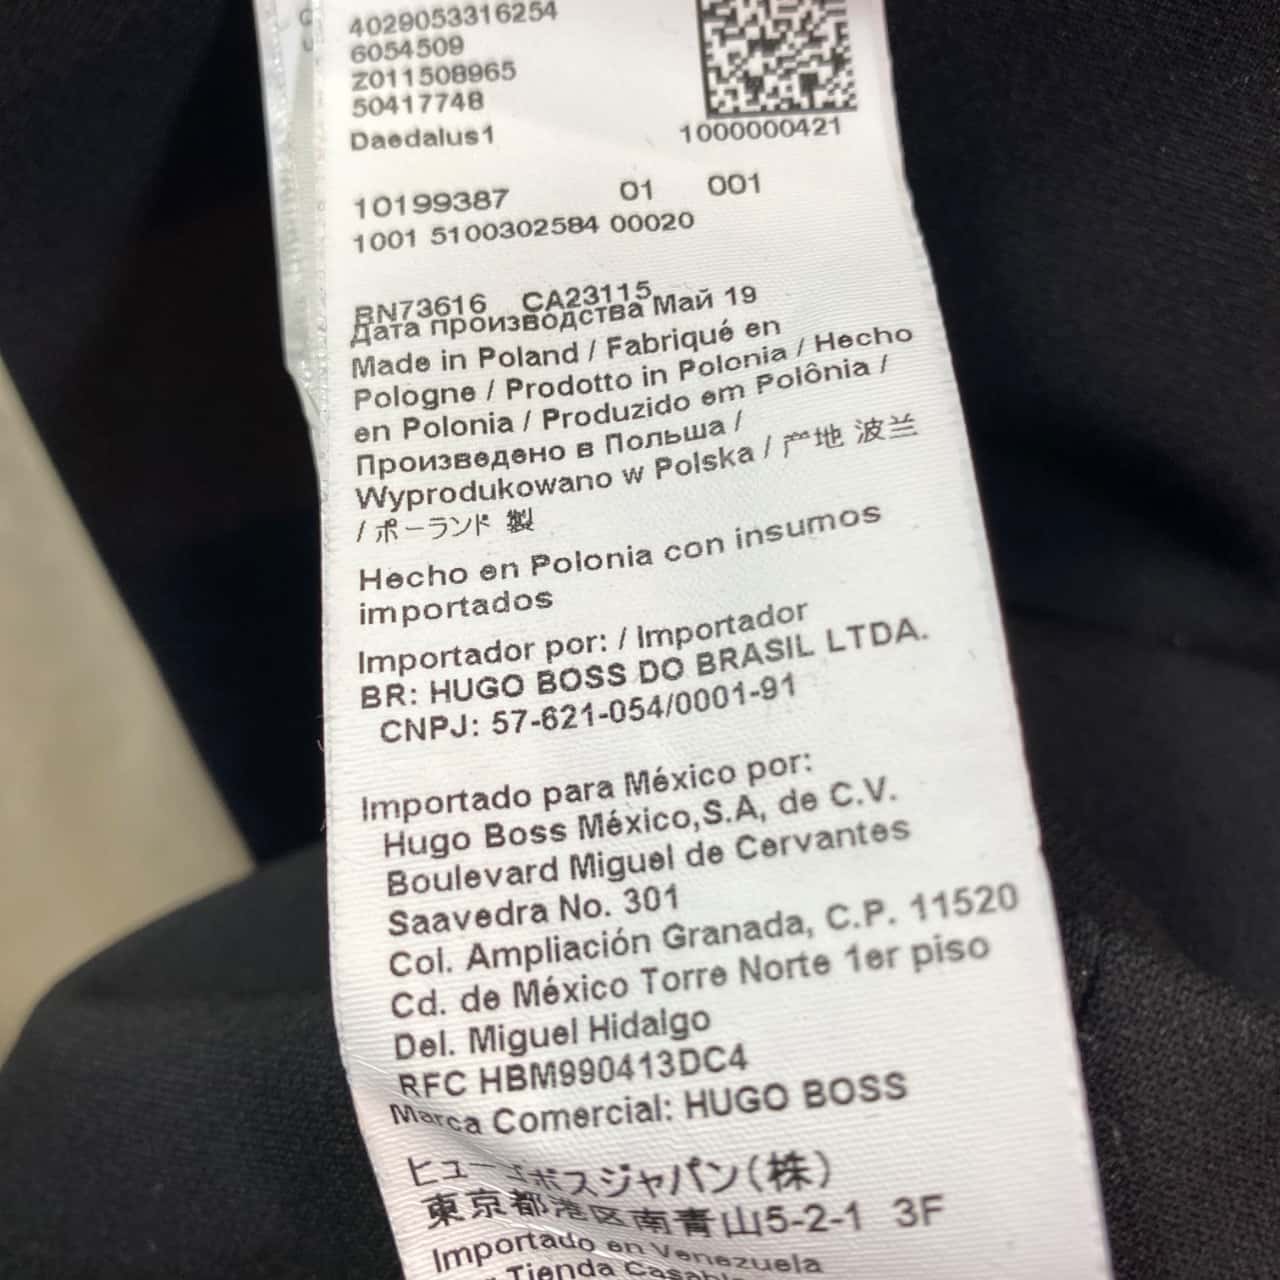 4029053316254
6054509
Z011508965
50417748
Daedalus1 1000000421
10199387 01 001
1001 5100302584 00020
RN73616 CA23115
Дата производства Май 19
Made in Poland / Fabriqué en
Pologne / Prodotto in Polonia / Hecho
en Polonia / Produzido em Polônia /
Произведено в Польша /
Wyprodukowano w Polska / 产地 波兰
/ ポーランド 製
Hecho en Polonia con insumos
importados
Importador por: / Importador
BR: HUGO BOSS DO BRASIL LTDA.
CNPJ: 57-621-054/0001-91
Importado para México por:
Hugo Boss México,S.A, de C.V.
Boulevard Miguel de Cervantes
Saavedra No. 301
Col. Ampliación Granada, C.P. 11520
Cd. de México Torre Norte 1er piso
Del. Miguel Hidalgo
RFC HBM990413DC4
Marca Comercial: HUGO BOSS
ヒューゴボスジャパン(株)
東京都港区南青山5-2-1 3F
Importado en Venezuela
Tienda